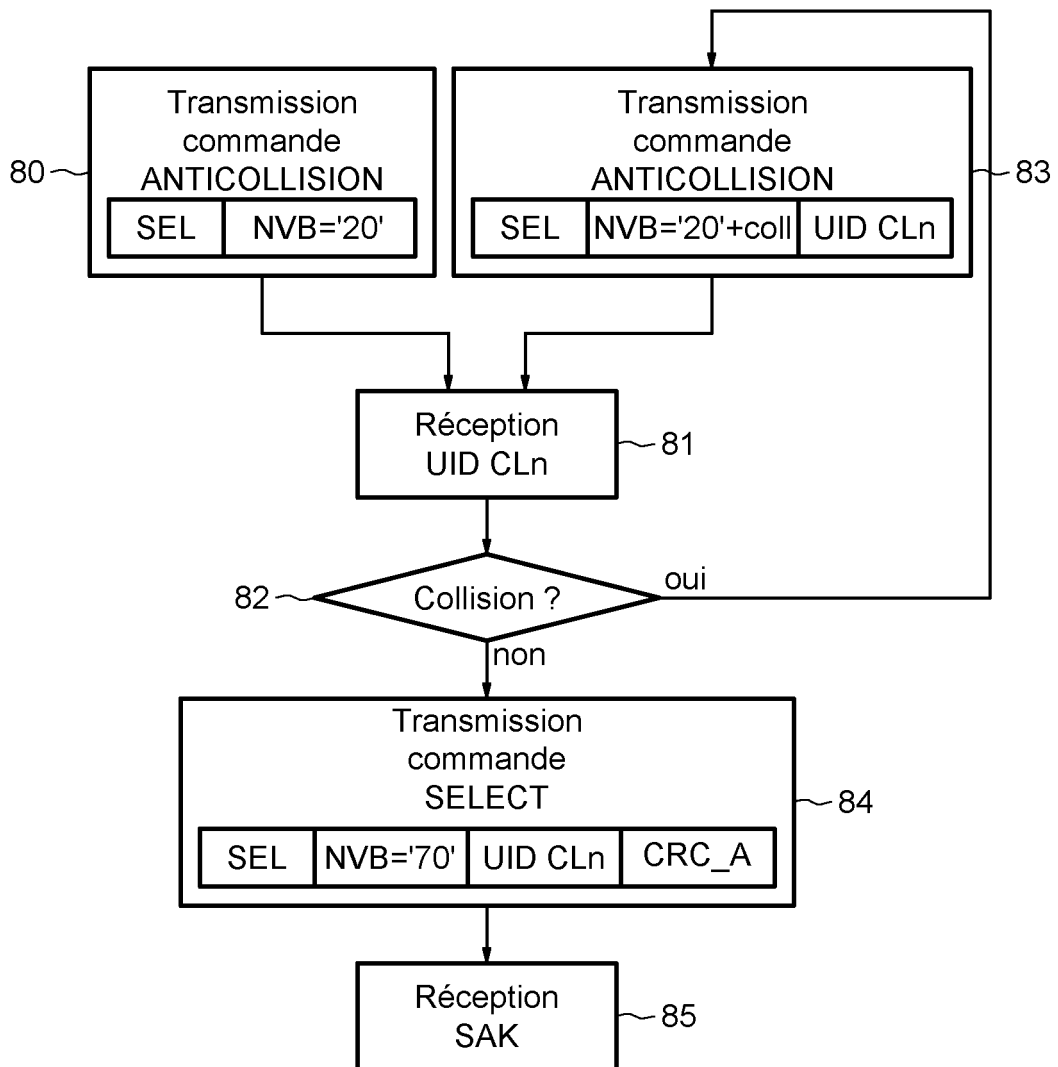 Transmission
commande
ANTICOLLISION
SEL NVB='20'
80
Transmission
commande
ANTICOLLISION
SEL NVB='20'+coll UID CLn
83
Réception
UID CLn
81
82
Collision ?
oui
non
Transmission
commande
SELECT
SEL NVB='70' UID CLn CRC_A
84
Réception
SAK
85